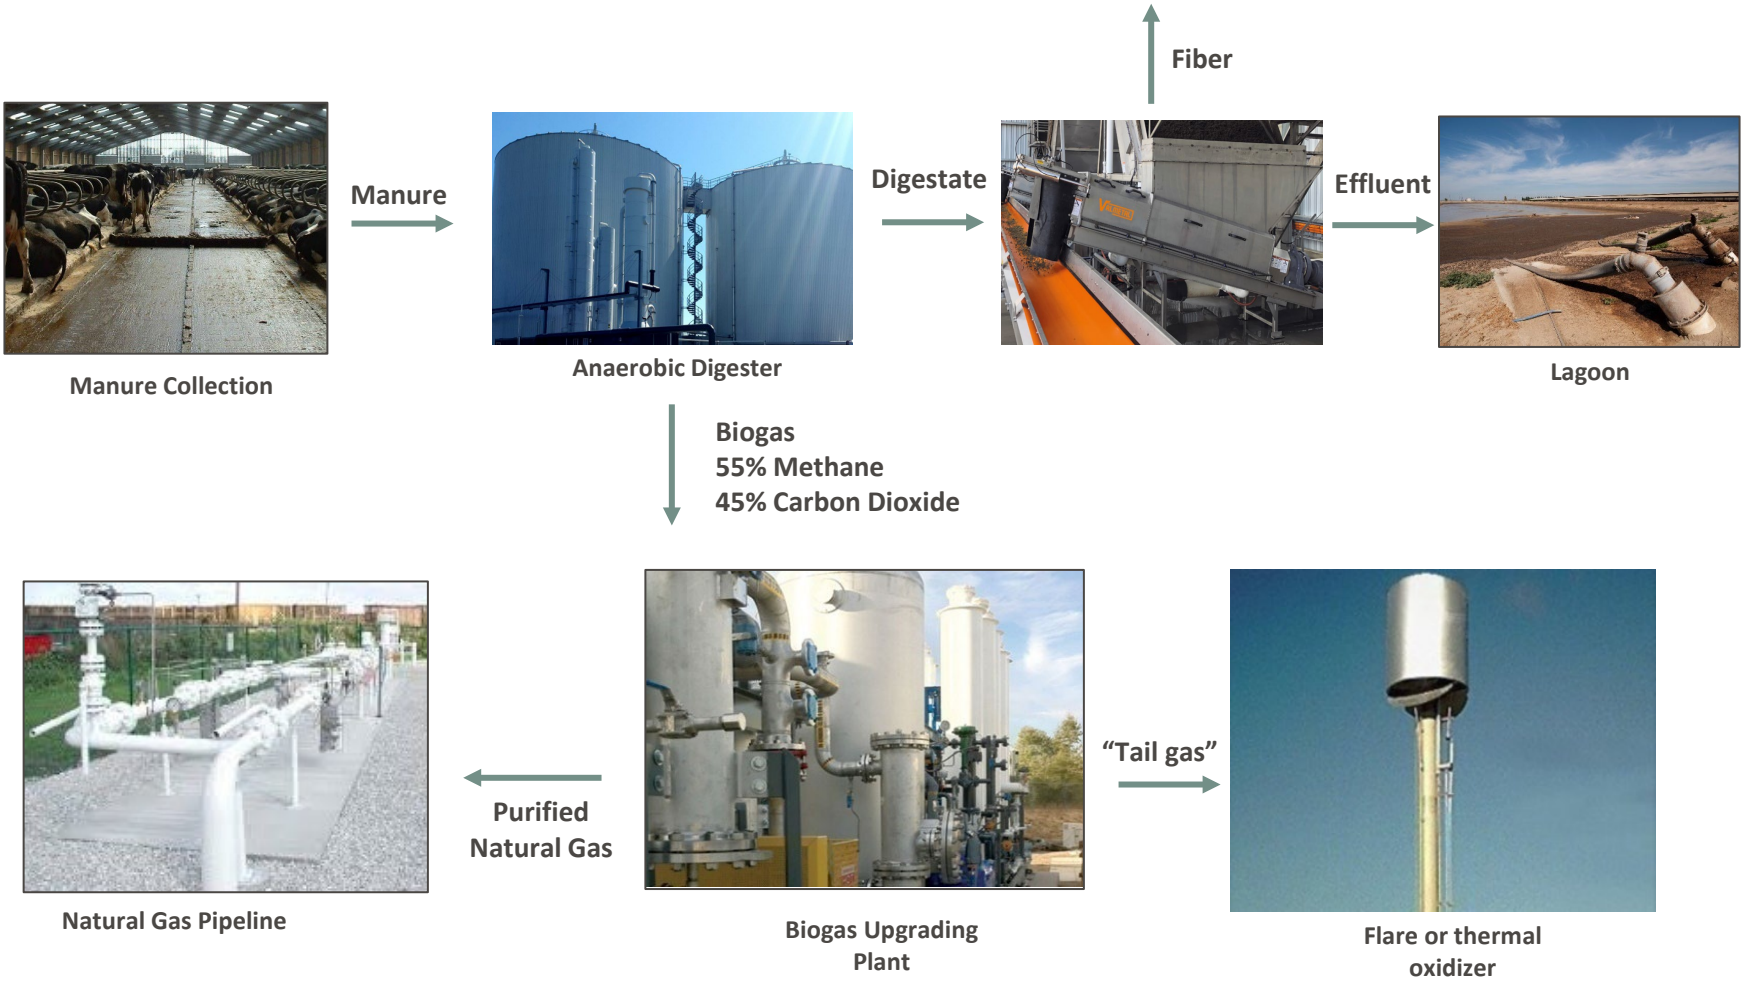 Fiber
Manure
Digestate
Effluent
Manure Collection
Anaerobic Digester
Lagoon
Biogas
55% Methane
45% Carbon Dioxide
“Tail gas”
Purified
Natural Gas
Natural Gas Pipeline
Biogas Upgrading
Plant
Flare or thermal
oxidizer